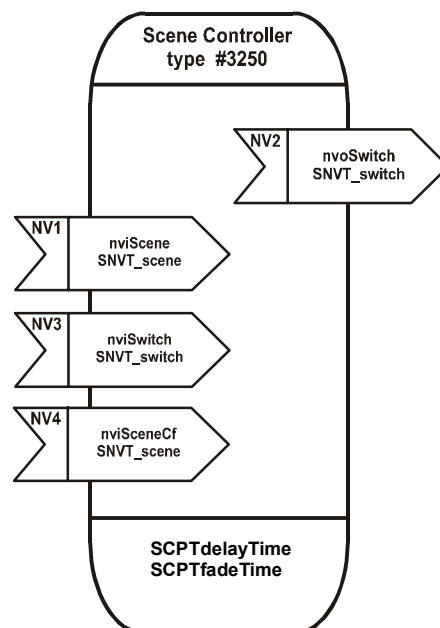 Scene Controller
type #3250
NV2
nvoSwitch
SNVT_switch
NV1
nviScene
SNVT_scene
NV3
nviSwitch
SNVT_switch
NV4
nviSceneCf
SNVT_scene
SCPTdelayTime
SCPTfadeTime